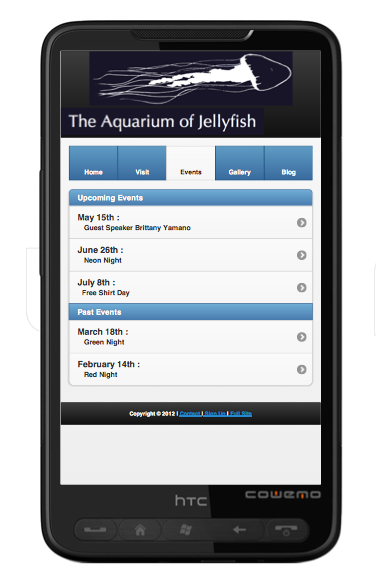 The Aquarium of Jellyfish
Home Visit Events Gallery Blog
Upcoming Events
May 15th :
Guest Speaker Brittany Yamano
June 26th :
Neon Night
July 8th :
Free Shirt Day
Past Events
March 18th :
Green Night
February 14th :
Red Night
Copyright © 2012 | Contact | Sign Up | Full Site
hTC
COWEMO